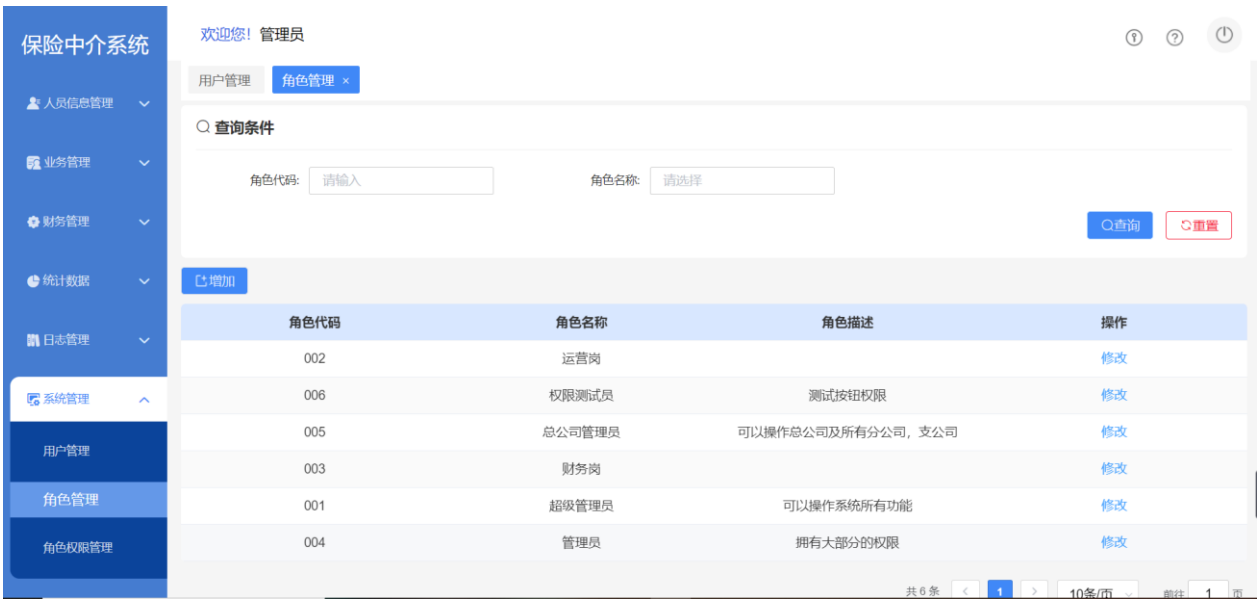 保险中介系统
欢迎您! 管理员
人员信息管理
业务管理
财务管理
统计数据
日志管理
系统管理
用户管理
角色管理
角色权限管理
用户管理 角色管理 ×
查询条件
角色代码: 请输入 角色名称: 请选择
查询 重置
增加
角色代码 角色名称 角色描述 操作
002 运营岗 修改
006 权限测试员 测试按钮权限 修改
005 总公司管理员 可以操作总公司及所有分公司，支公司 修改
003 财务岗 修改
001 超级管理员 可以操作系统所有功能 修改
004 管理员 拥有大部分的权限 修改
共 6 条 < 1 > 10条/页 前往 1 页